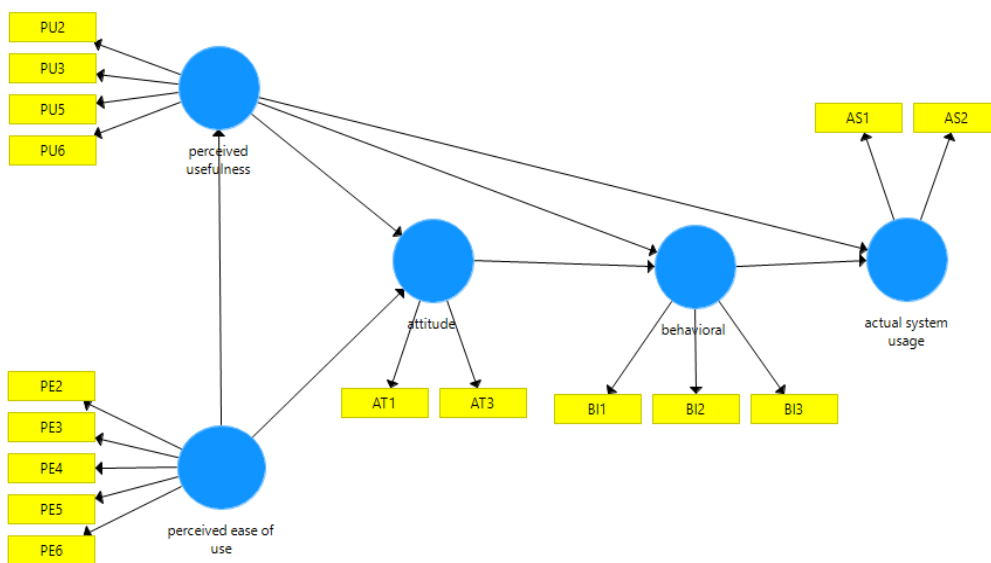 PU2
PU3
PU5
PU6
perceived
usefulness
AS1
AS2
attitude
behavioral
actual system
usage
PE2
PE3
PE4
PE5
PE6
AT1
AT3
BI1
BI2
BI3
perceived ease of
use